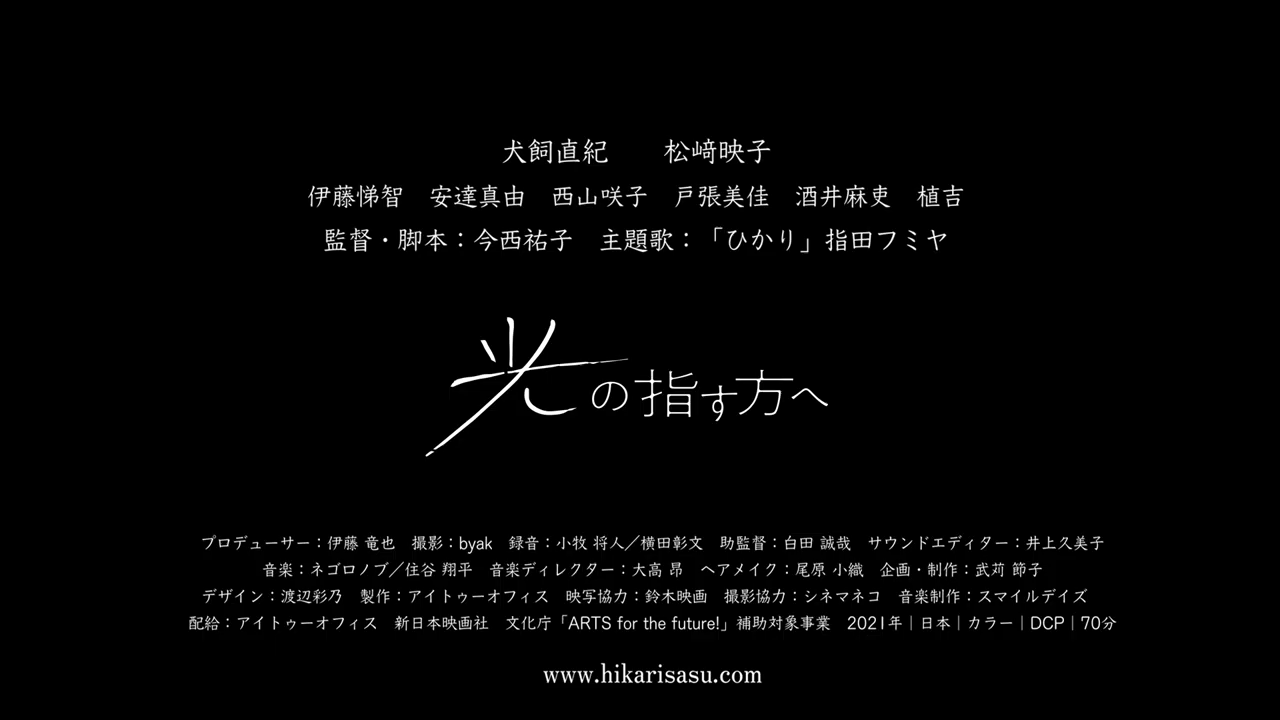 犬飼直紀　松﨑映子
伊藤悌智　安達真由　西山咲子　戸張美佳　酒井麻吏　植吉
監督・脚本：今西祐子　主題歌：「ひかり」指田フミヤ
光の指す方へ
プロデューサー：伊藤 竜也　撮影：byak　録音：小牧 将人／横田彰文　助監督：白田 誠哉　サウンドエディター：井上久美子
音楽：ネゴロノブ／住谷 翔平　音楽ディレクター：大高 昂　ヘアメイク：尾原 小織　企画・制作：武苅 節子
デザイン：渡辺彩乃　製作：アイトゥーオフィス　映写協力：鈴木映画　撮影協力：シネマネコ　音楽制作：スマイルデイズ
配給：アイトゥーオフィス　新日本映画社　文化庁「ARTS for the future!」補助対象事業　2021年｜日本｜カラー｜DCP｜70分
www.hikarisasu.com